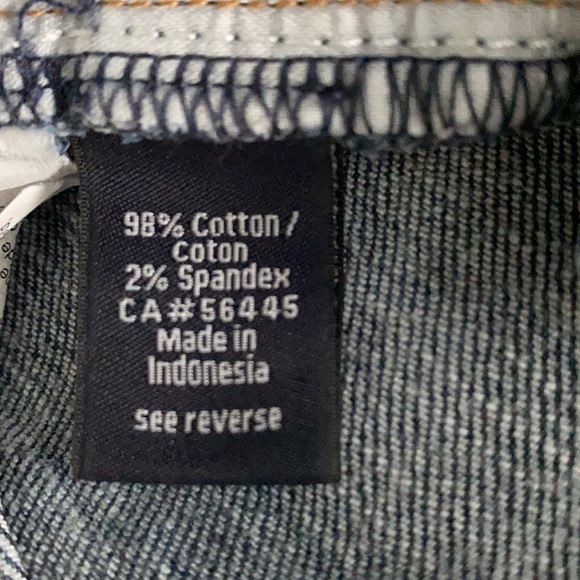 98% Cotton /
Coton
2% Spandex
CA#56445
Made in
Indonesia
see reverse